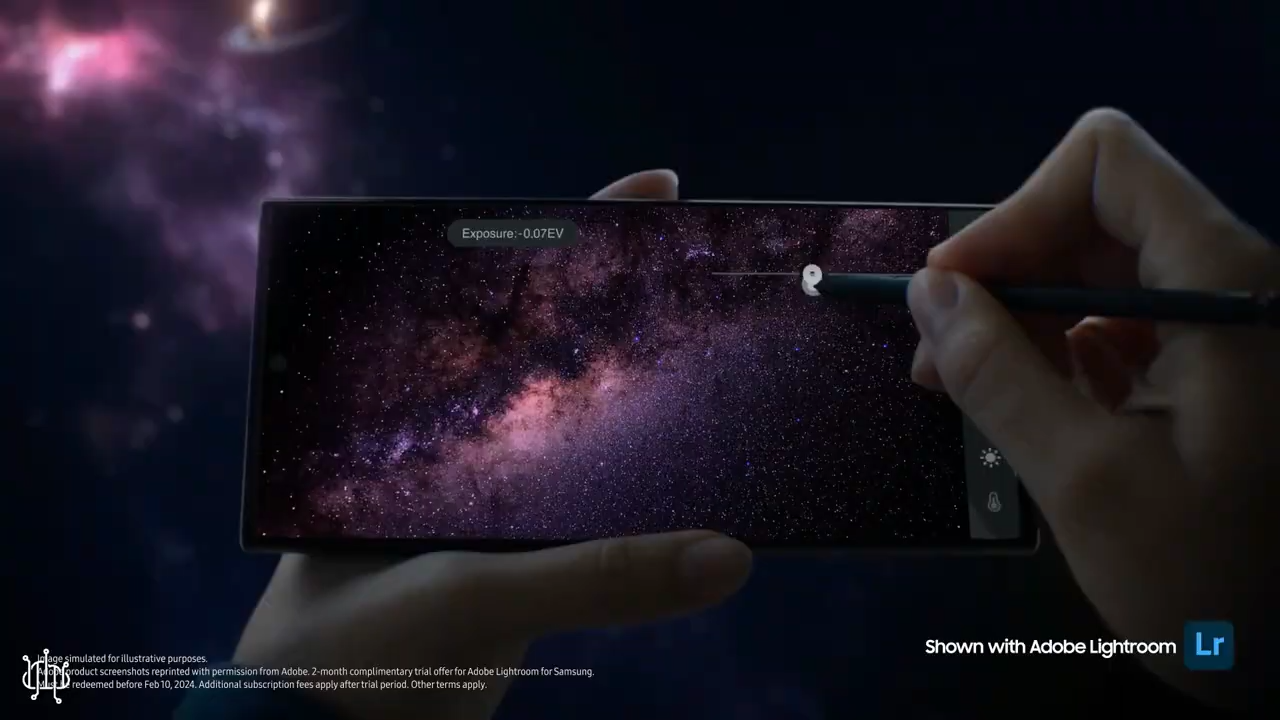 Exposure:-0.07EV
Shown with Adobe Lightroom
Lr
Image simulated for illustrative purposes.
product screenshots reprinted with permission from Adobe. 2-month complimentary trial offer for Adobe Lightroom for Samsung.
redeemed before Feb 10, 2024. Additional subscription fees apply after trial period. Other terms apply.